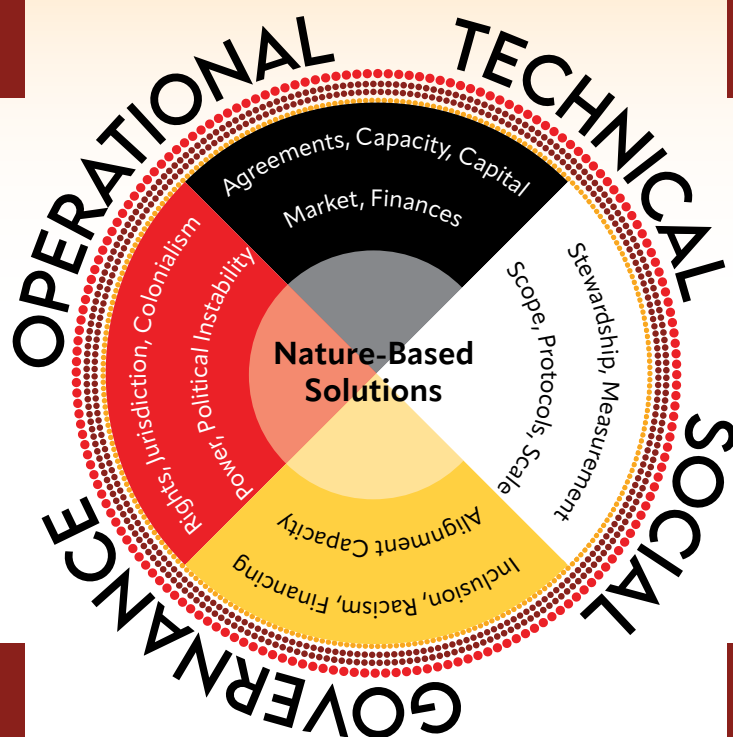 OPERATIONAL
TECHNICAL
SOCIAL
GOVERNANCE
Agreements, Capacity, Capital
Market, Finances
Stewardship, Measurement
Scope, Protocols, Scale
Inclusion, Racism, Financing
Alignment Capacity
Rights, Jurisdiction, Colonialism
Power, Political Instability
Nature-Based
Solutions